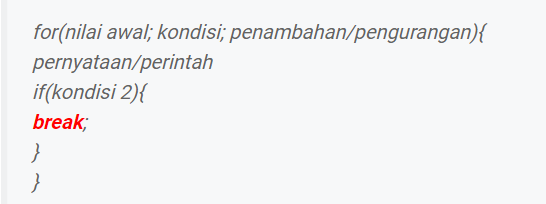 for(nilai awal; kondisi; penambahan/pengurangan){
pernyataan/perintah
if(kondisi 2){
break;
}
}